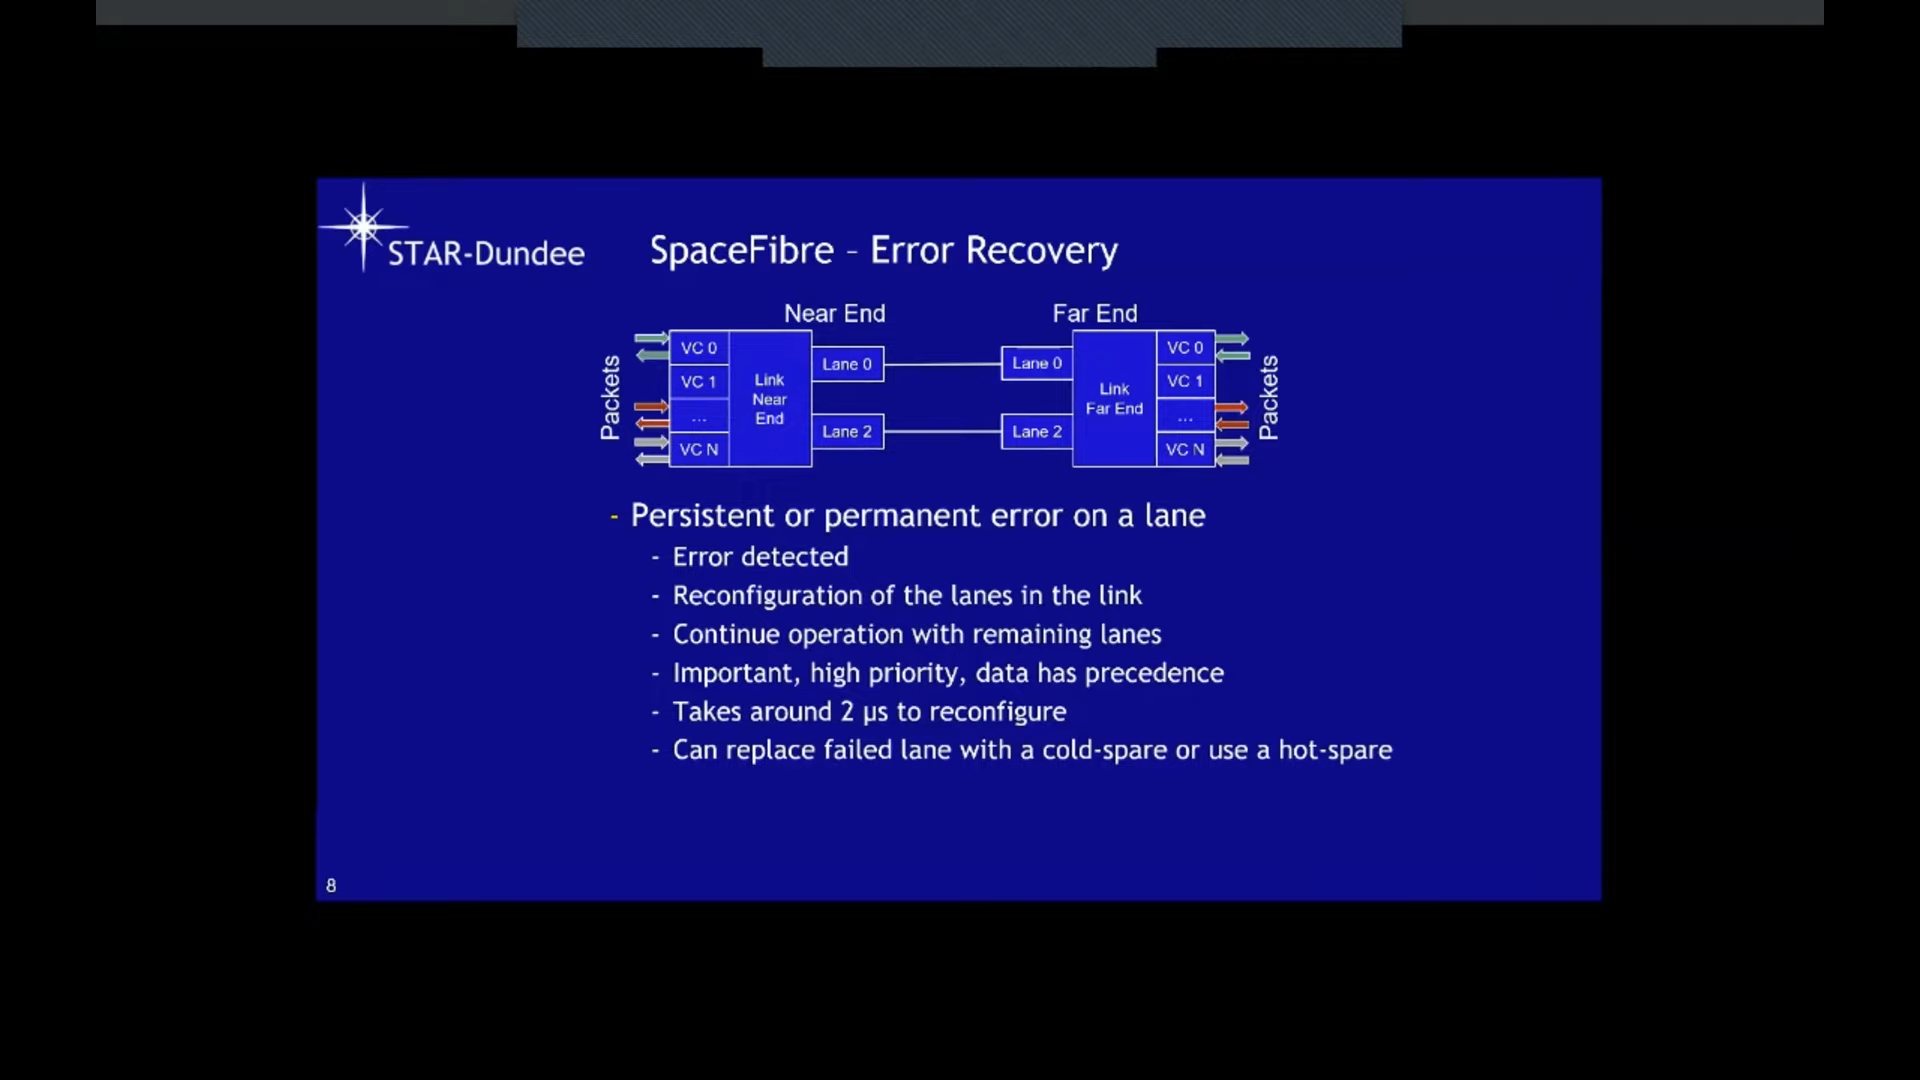 STAR-Dundee
SpaceFibre – Error Recovery
Near End
Far End
Packets
VC 0
VC 1
...
VC N
Link
Near
End
Lane 0
Lane 2
Lane 0
Lane 2
Link
Far End
VC 0
VC 1
...
VC N
Packets
- Persistent or permanent error on a lane
- Error detected
- Reconfiguration of the lanes in the link
- Continue operation with remaining lanes
- Important, high priority, data has precedence
- Takes around 2 µs to reconfigure
- Can replace failed lane with a cold-spare or use a hot-spare
8